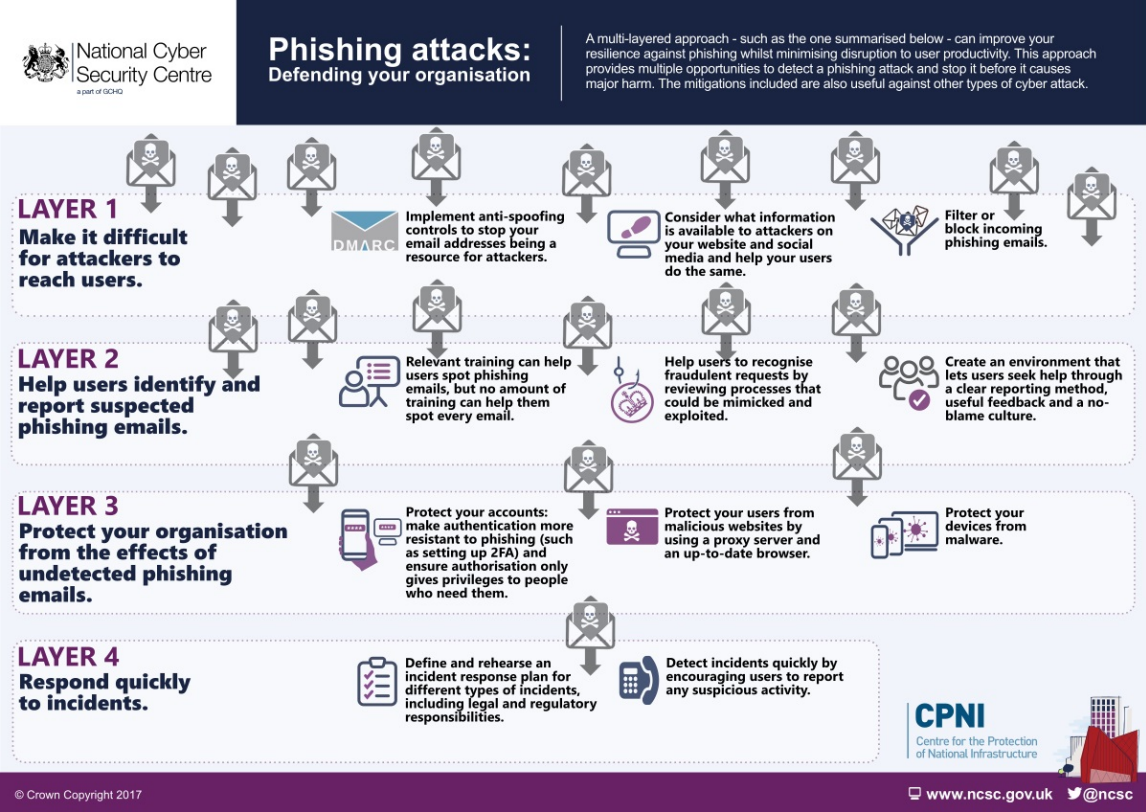 National Cyber
Security Centre
a part of GCHQ
Phishing attacks:
Defending your organisation
A multi-layered approach - such as the one summarised below - can improve your
resilience against phishing whilst minimising disruption to user productivity. This approach
provides multiple opportunities to detect a phishing attack and stop it before it causes
major harm. The mitigations included are also useful against other types of cyber attack.
LAYER 1
Make it difficult
for attackers to
reach users.
DMARC
Implement anti-spoofing
controls to stop your
email addresses being a
resource for attackers.
Consider what information
is available to attackers on
your website and social
media and help your users
do the same.
Filter or
block incoming
phishing emails.
LAYER 2
Help users identify and
report suspected
phishing emails.
Relevant training can help
users spot phishing
emails, but no amount of
training can help them
spot every email.
Help users to recognise
fraudulent requests by
reviewing processes that
could be mimicked and
exploited.
Create an environment that
lets users seek help through
a clear reporting method,
useful feedback and a no-
blame culture.
LAYER 3
Protect your organisation
from the effects of
undetected phishing
emails.
Protect your accounts:
make authentication more
resistant to phishing (such
as setting up 2FA) and
ensure authorisation only
gives privileges to people
who need them.
Protect your users from
malicious websites by
using a proxy server and
an up-to-date browser.
Protect your
devices from
malware.
LAYER 4
Respond quickly
to incidents.
Define and rehearse an
incident response plan for
different types of incidents,
including legal and regulatory
responsibilities.
Detect incidents quickly by
encouraging users to report
any suspicious activity.
CPNI
Centre for the Protection
of National Infrastructure
© Crown Copyright 2017
www.ncsc.gov.uk
@ncsc